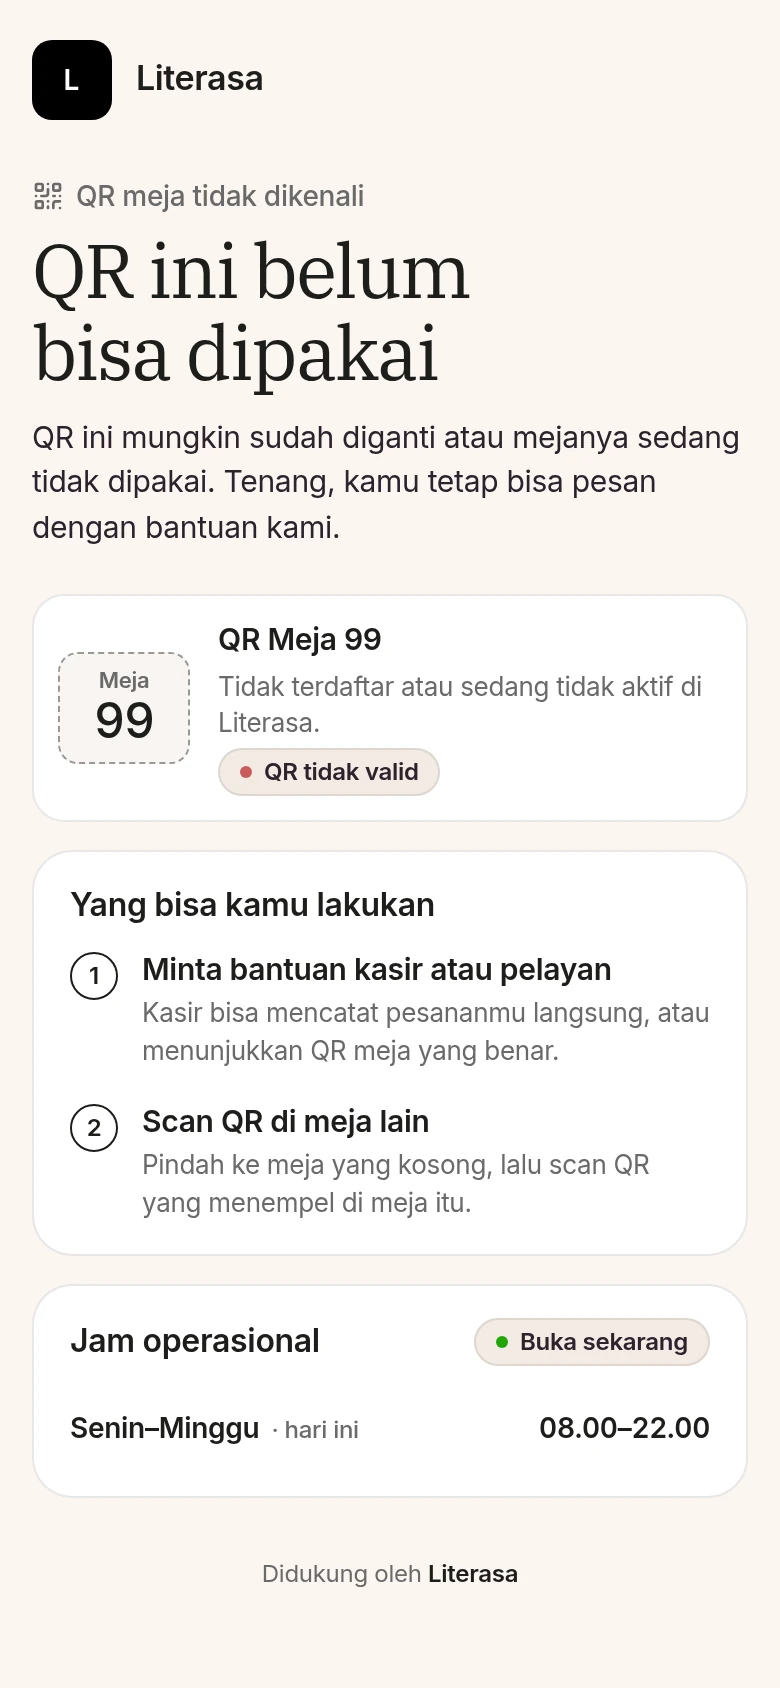 L
Literasa
QR meja tidak dikenali
QR ini belum
bisa dipakai
QR ini mungkin sudah diganti atau mejanya sedang
tidak dipakai. Tenang, kamu tetap bisa pesan
dengan bantuan kami.
Meja
99
QR Meja 99
Tidak terdaftar atau sedang tidak aktif di
Literasa.
QR tidak valid
Yang bisa kamu lakukan
1
Minta bantuan kasir atau pelayan
Kasir bisa mencatat pesananmu langsung, atau
menunjukkan QR meja yang benar.
2
Scan QR di meja lain
Pindah ke meja yang kosong, lalu scan QR
yang menempel di meja itu.
Jam operasional
Buka sekarang
Senin–Minggu · hari ini
08.00–22.00
Didukung oleh Literasa